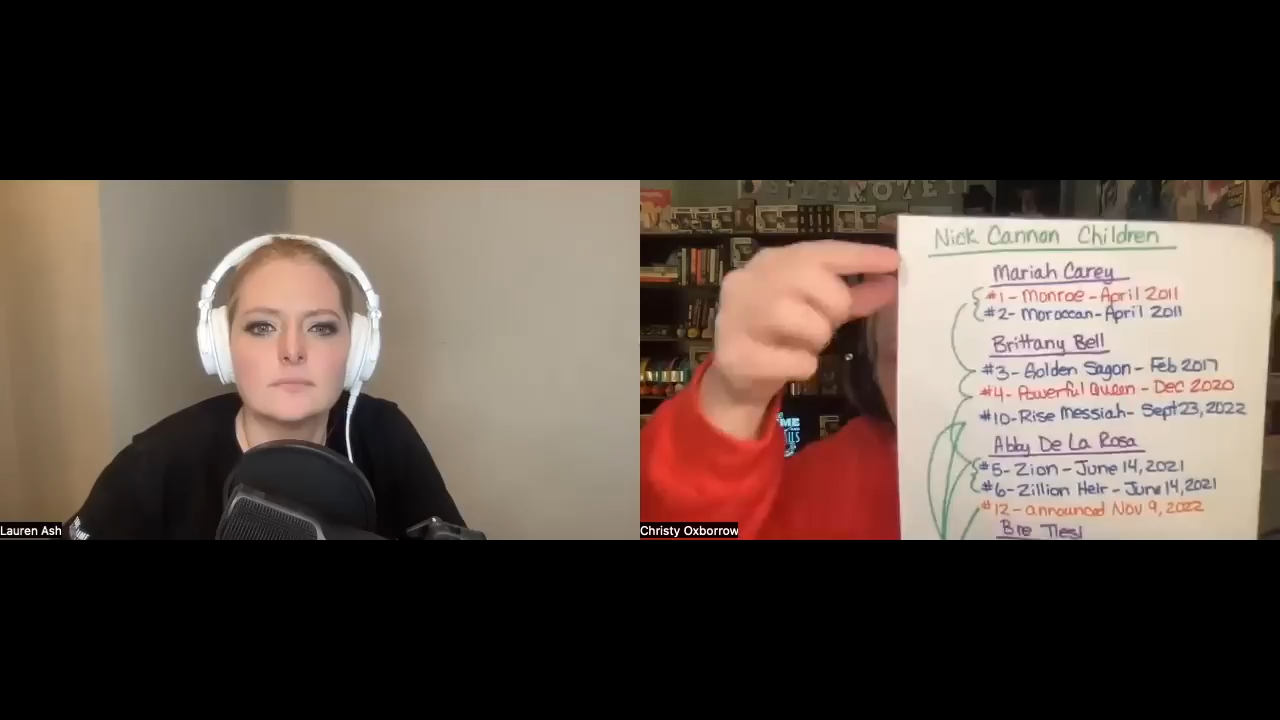 Nick Cannon Children
Mariah Carey
#1- Monroe - April 2011
#2- Moroccan- April 2011
Brittany Bell
#3- Golden Sagon - Feb 2017
#4- Powerful Queen - Dec 2020
#10-Rise Messiah- Sept 23, 2022
Abby De La Rosa
#5- Zion - June 14, 2021
#6- Zillion Heir - June 14, 2021
#12- announced Nov 9, 2022
Bre Tiesi
Lauren Ash
Christy Oxborrow